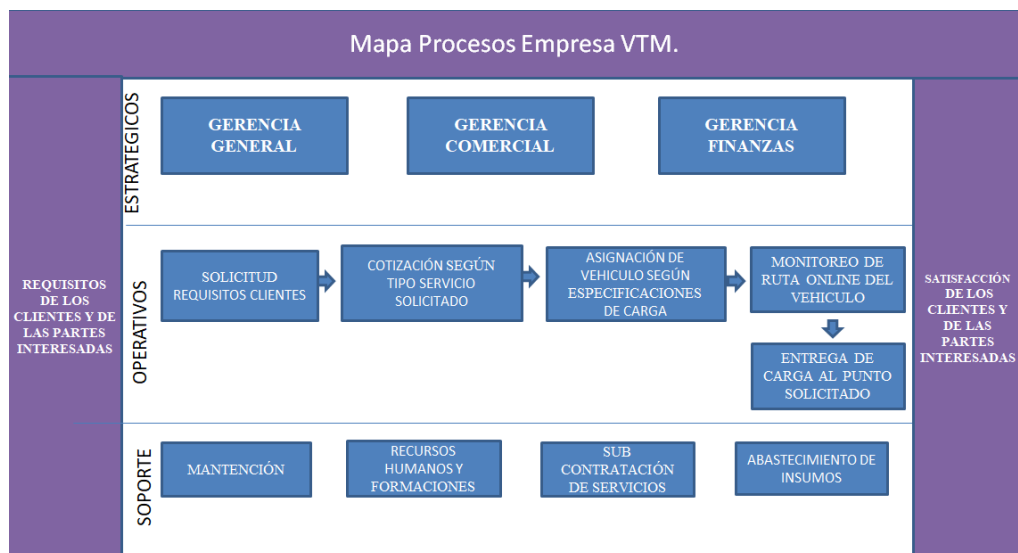 Mapa Procesos Empresa VTM.
REQUISITOS
DE LOS
CLIENTES Y DE
LAS PARTES
INTERESADAS
ESTRATEGICOS
GERENCIA
GENERAL
GERENCIA
COMERCIAL
GERENCIA
FINANZAS
OPERATIVOS
SOLICITUD
REQUISITOS CLIENTES
COTIZACIÓN SEGÚN
TIPO SERVICIO
SOLICITADO
ASIGNACIÓN DE
VEHICULO SEGÚN
ESPECIFICACIONES
DE CARGA
MONITOREO DE
RUTA ONLINE DEL
VEHICULO
ENTREGA DE
CARGA AL PUNTO
SOLICITADO
SOPORTE
MANTENCIÓN
RECURSOS
HUMANOS Y
FORMACIONES
SUB
CONTRATACIÓN
DE SERVICIOS
ABASTECIMIENTO DE
INSUMOS
SATISFACCIÓN
DE LOS
CLIENTES Y
DE LAS
PARTES
INTERESADAS